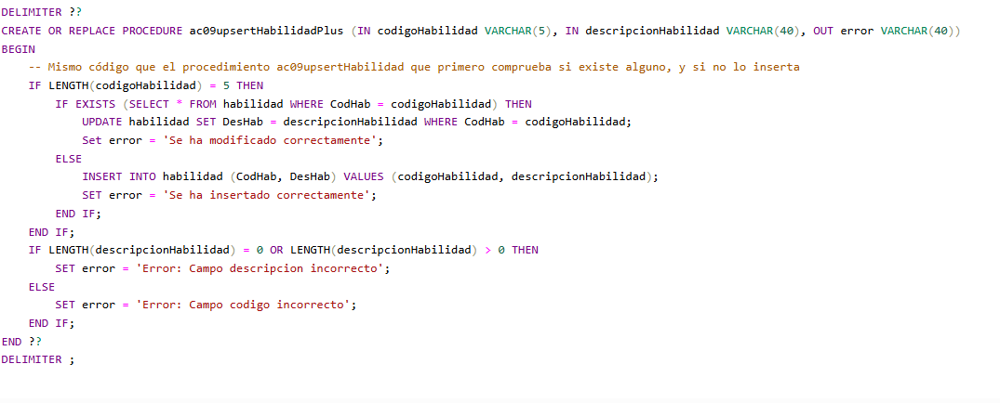 DELIMITER ??
CREATE OR REPLACE PROCEDURE ac09upsertHabilidadPlus (IN codigoHabilidad VARCHAR(5), IN descripcionHabilidad VARCHAR(40), OUT error VARCHAR(40))
BEGIN
    -- Mismo código que el procedimiento ac09upsertHabilidad que primero comprueba si existe alguno, y si no lo inserta
    IF LENGTH(codigoHabilidad) = 5 THEN
        IF EXISTS (SELECT * FROM habilidad WHERE CodHab = codigoHabilidad) THEN
            UPDATE habilidad SET DesHab = descripcionHabilidad WHERE CodHab = codigoHabilidad;
            Set error = 'Se ha modificado correctamente';
        ELSE
            INSERT INTO habilidad (CodHab, DesHab) VALUES (codigoHabilidad, descripcionHabilidad);
            SET error = 'Se ha insertado correctamente';
        END IF;
    END IF;
    IF LENGTH(descripcionHabilidad) = 0 OR LENGTH(descripcionHabilidad) > 0 THEN
        SET error = 'Error: Campo descripcion incorrecto';
    ELSE
        SET error = 'Error: Campo codigo incorrecto';
    END IF;
END ??
DELIMITER ;